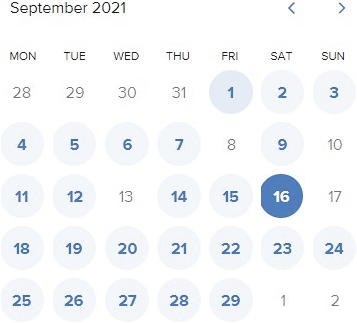 September 2021 < >
MON TUE WED THU FRI SAT SUN
28 29 30 31 1 2 3
4 5 6 7 8 9 10
11 12 13 14 15 16 17
18 19 20 21 22 23 24
25 26 27 28 29 1 2